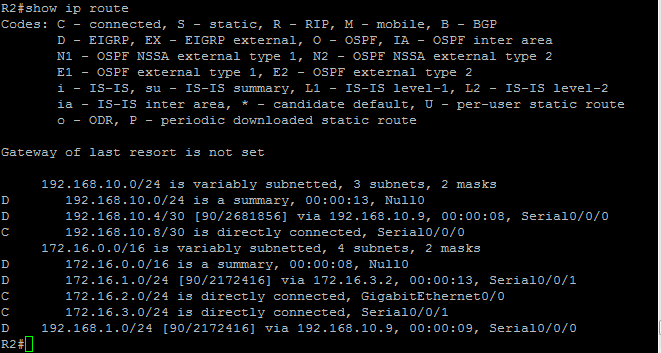 R2#show ip route
Codes: C - connected, S - static, R - RIP, M - mobile, B - BGP
       D - EIGRP, EX - EIGRP external, O - OSPF, IA - OSPF inter area
       N1 - OSPF NSSA external type 1, N2 - OSPF NSSA external type 2
       E1 - OSPF external type 1, E2 - OSPF external type 2
       i - IS-IS, su - IS-IS summary, L1 - IS-IS level-1, L2 - IS-IS level-2
       ia - IS-IS inter area, * - candidate default, U - per-user static route
       o - ODR, P - periodic downloaded static route
Gateway of last resort is not set
     192.168.10.0/24 is variably subnetted, 3 subnets, 2 masks
D       192.168.10.0/24 is a summary, 00:00:13, Null0
D       192.168.10.4/30 [90/2681856] via 192.168.10.9, 00:00:08, Serial0/0/0
C       192.168.10.8/30 is directly connected, Serial0/0/0
     172.16.0.0/16 is variably subnetted, 4 subnets, 2 masks
D       172.16.0.0/16 is a summary, 00:00:08, Null0
D       172.16.1.0/24 [90/2172416] via 172.16.3.2, 00:00:13, Serial0/0/1
C       172.16.2.0/24 is directly connected, GigabitEthernet0/0
C       172.16.3.0/24 is directly connected, Serial0/0/1
D    192.168.1.0/24 [90/2172416] via 192.168.10.9, 00:00:09, Serial0/0/0
R2#